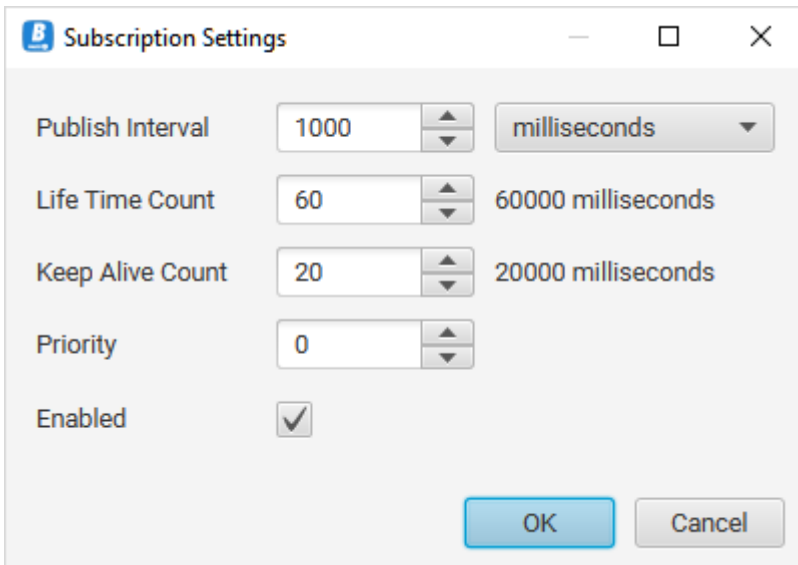 Subscription Settings
Publish Interval 1000 milliseconds
Life Time Count 60 60000 milliseconds
Keep Alive Count 20 20000 milliseconds
Priority 0
Enabled
OK Cancel